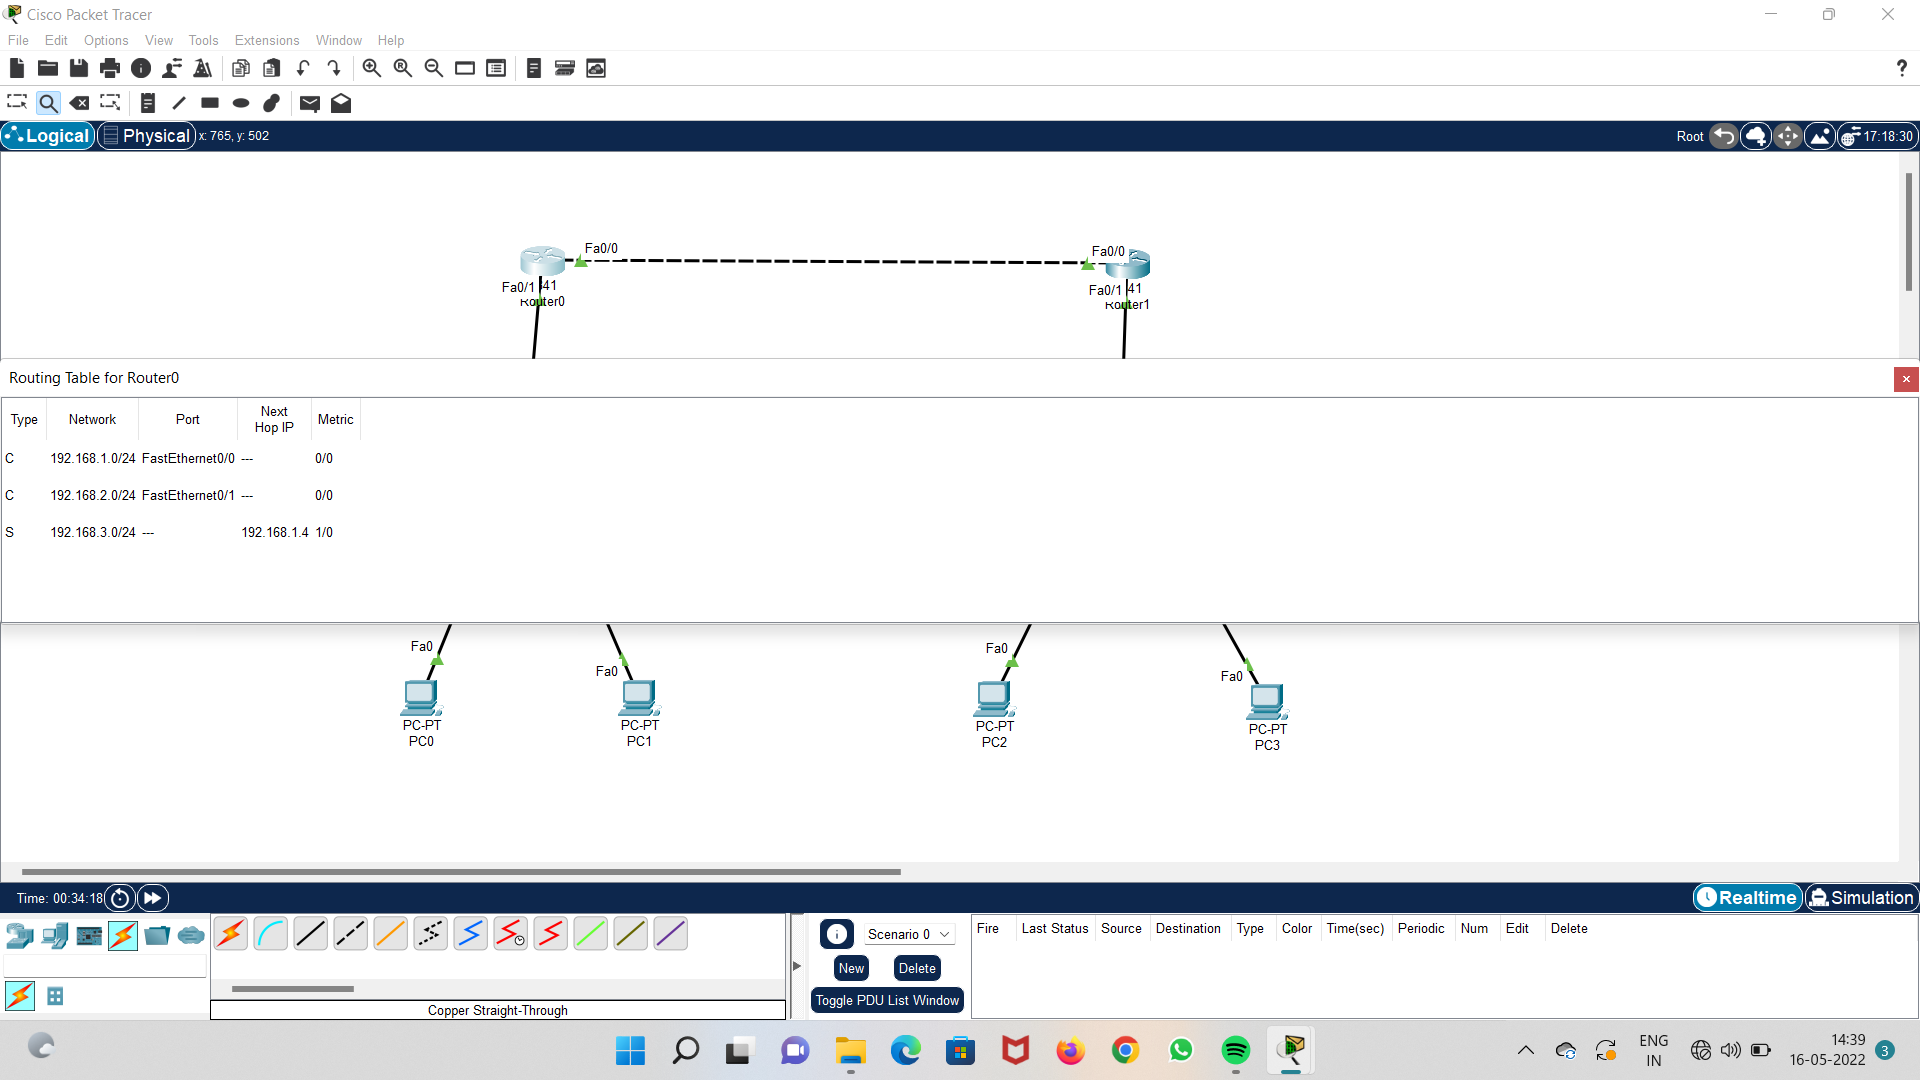 Cisco Packet Tracer
File Edit Options View Tools Extensions Window Help
?
Logical Physical x: 765, y: 502 Root 17:18:30
Fa0/0 Fa0/0
Fa0/1 41 Fa0/1 41
Router0 Router1
Routing Table for Router0
Type Network Port Next Hop IP Metric
C 192.168.1.0/24 FastEthernet0/0 --- 0/0
C 192.168.2.0/24 FastEthernet0/1 --- 0/0
S 192.168.3.0/24 --- 192.168.1.4 1/0
Fa0 Fa0 Fa0 Fa0
PC-PT PC-PT PC-PT PC-PT
PC0 PC1 PC2 PC3
Time: 00:34:18 Realtime Simulation
Scenario 0
New Delete
Toggle PDU List Window
Fire Last Status Source Destination Type Color Time(sec) Periodic Num Edit Delete
Copper Straight-Through
ENG
IN
14:39
16-05-2022
3